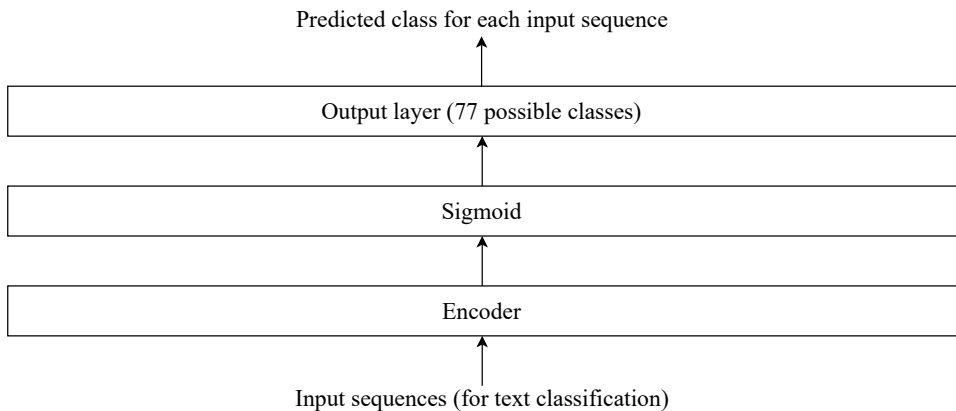 Predicted class for each input sequence
Output layer (77 possible classes)
Sigmoid
Encoder
Input sequences (for text classification)